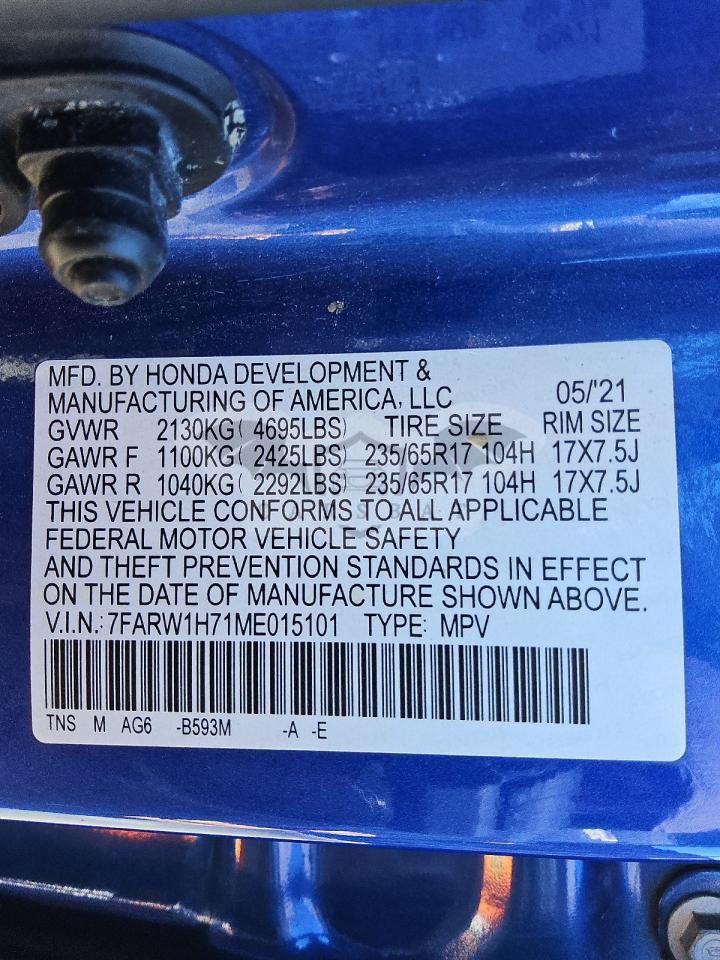 MFD. BY HONDA DEVELOPMENT &
MANUFACTURING OF AMERICA, LLC 05/'21
GVWR 2130KG( 4695LBS) TIRE SIZE RIM SIZE
GAWR F 1100KG( 2425LBS) 235/65R17 104H 17X7.5J
GAWR R 1040KG( 2292LBS) 235/65R17 104H 17X7.5J
THIS VEHICLE CONFORMS TO ALL APPLICABLE
FEDERAL MOTOR VEHICLE SAFETY
AND THEFT PREVENTION STANDARDS IN EFFECT
ON THE DATE OF MANUFACTURE SHOWN ABOVE.
V.I.N.: 7FARW1H71ME015101 TYPE: MPV
TNS M AG6 -B593M -A -E